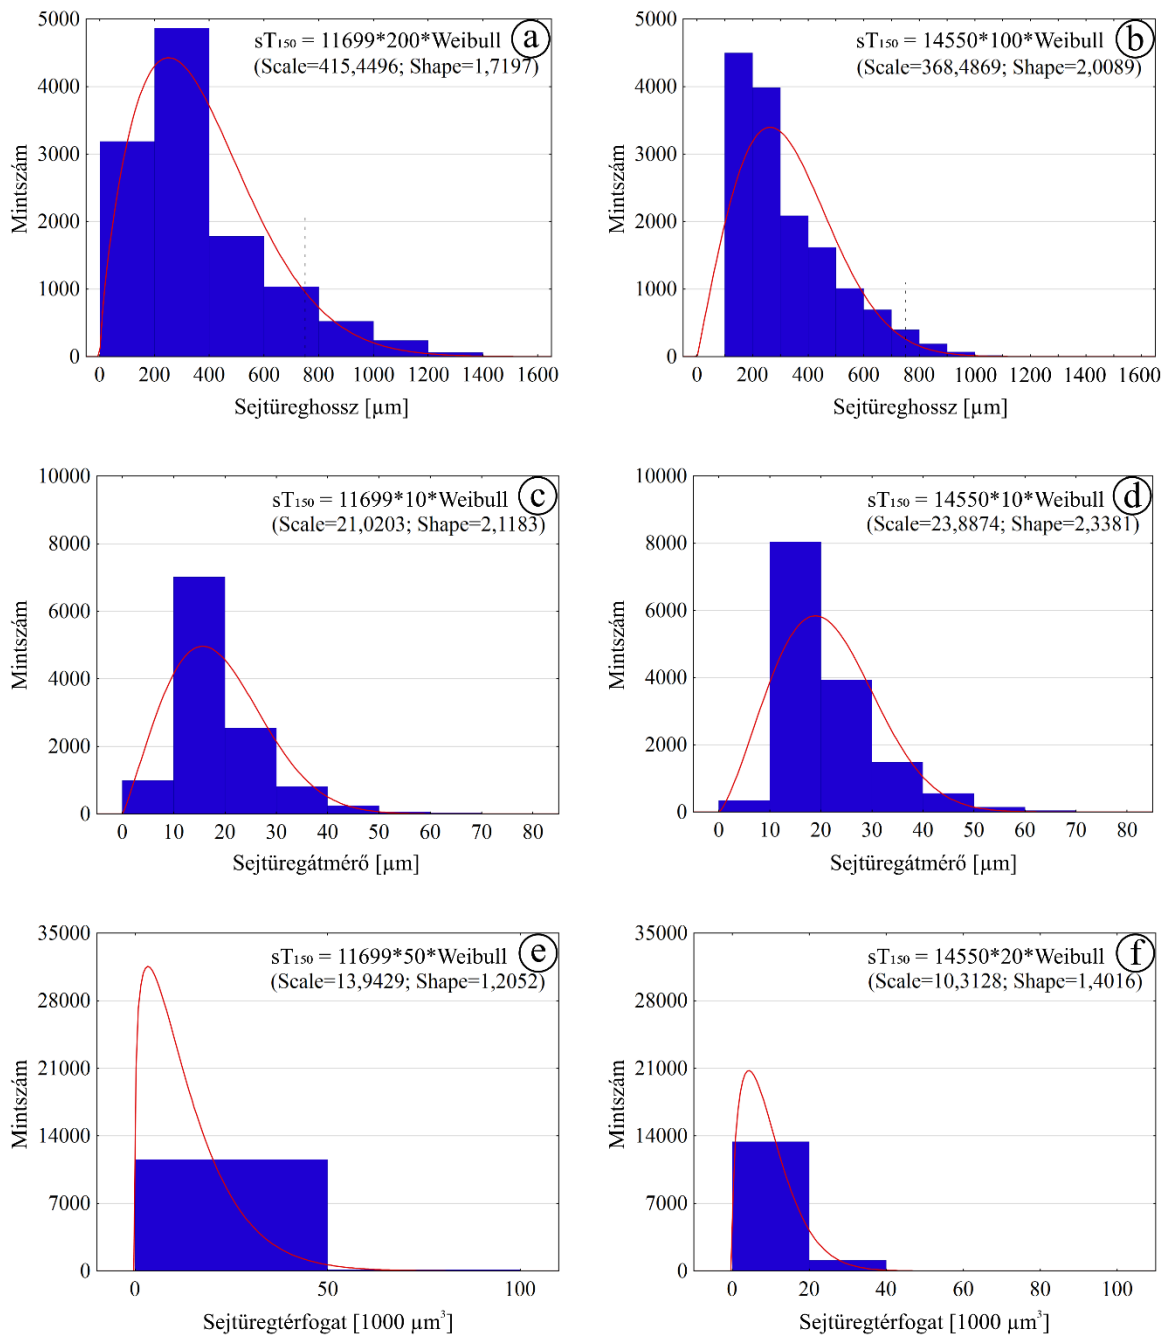 5000
4000
3000
2000
1000
0
Mintszám
sT₁₅₀ = 11699*200*Weibull
(Scale=415,4496; Shape=1,7197)
a
0 200 400 600 800 1000 1200 1400 1600
Sejtüreghossz [µm]
5000
4000
3000
2000
1000
0
Mintszám
sT₁₅₀ = 14550*100*Weibull
(Scale=368,4869; Shape=2,0089)
b
0 200 400 600 800 1000 1200 1400 1600
Sejtüreghossz [µm]
10000
8000
6000
4000
2000
0
Mintszám
sT₁₅₀ = 11699*10*Weibull
(Scale=21,0203; Shape=2,1183)
c
0 10 20 30 40 50 60 70 80
Sejtüregátmérő [µm]
10000
8000
6000
4000
2000
0
Mintszám
sT₁₅₀ = 14550*10*Weibull
(Scale=23,8874; Shape=2,3381)
d
0 10 20 30 40 50 60 70 80
Sejtüregátmérő [µm]
35000
28000
21000
14000
7000
0
Mintszám
sT₁₅₀ = 11699*50*Weibull
(Scale=13,9429; Shape=1,2052)
e
0 50 100
Sejtüregtérfogat [1000 µm³]
35000
28000
21000
14000
7000
0
Mintszám
sT₁₅₀ = 14550*20*Weibull
(Scale=10,3128; Shape=1,4016)
f
0 20 40 60 80 100
Sejtüregtérfogat [1000 µm³]